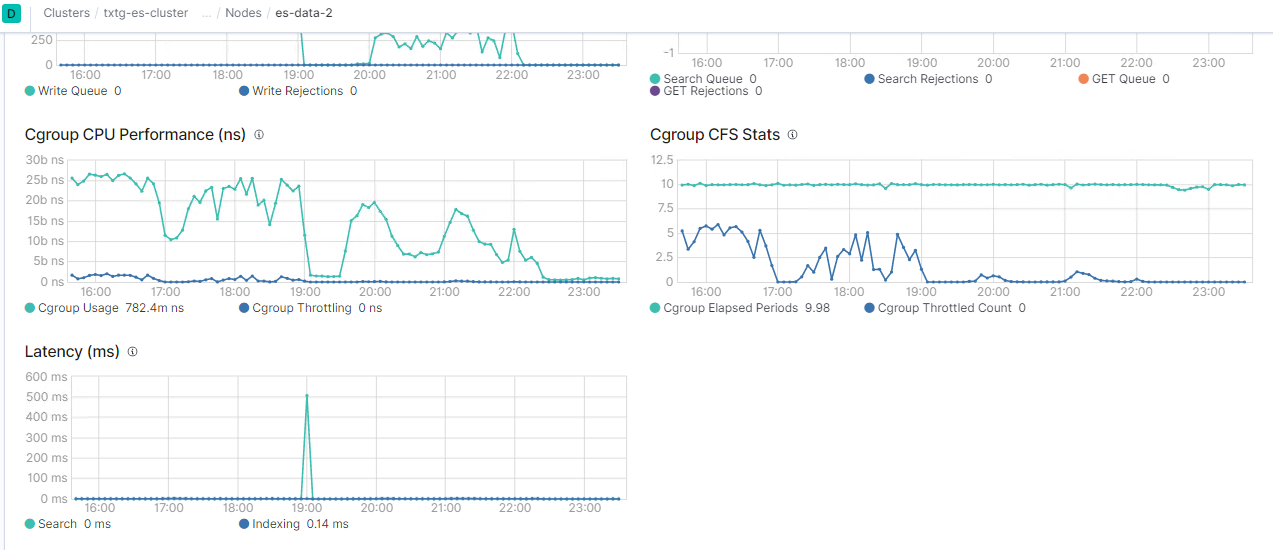 D Clusters / txtg-es-cluster ... / Nodes / es-data-2
250
0
16:00 17:00 18:00 19:00 20:00 21:00 22:00 23:00
Write Queue 0 Write Rejections 0
-1
16:00 17:00 18:00 19:00 20:00 21:00 22:00 23:00
Search Queue 0 Search Rejections 0 GET Queue 0
GET Rejections 0
Cgroup CPU Performance (ns)
30b ns
25b ns
20b ns
15b ns
10b ns
5b ns
0 ns
16:00 17:00 18:00 19:00 20:00 21:00 22:00 23:00
Cgroup Usage 782.4m ns Cgroup Throttling 0 ns
Cgroup CFS Stats
12.5
10
7.5
5
2.5
0
16:00 17:00 18:00 19:00 20:00 21:00 22:00 23:00
Cgroup Elapsed Periods 9.98 Cgroup Throttled Count 0
Latency (ms)
600 ms
500 ms
400 ms
300 ms
200 ms
100 ms
0 ms
16:00 17:00 18:00 19:00 20:00 21:00 22:00 23:00
Search 0 ms Indexing 0.14 ms